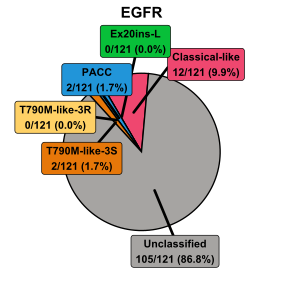 EGFR
Ex20ins-L
0/121 (0.0%)
Classical-like
12/121 (9.9%)
PACC
2/121 (1.7%)
T790M-like-3R
0/121 (0.0%)
T790M-like-3S
2/121 (1.7%)
Unclassified
105/121 (86.8%)